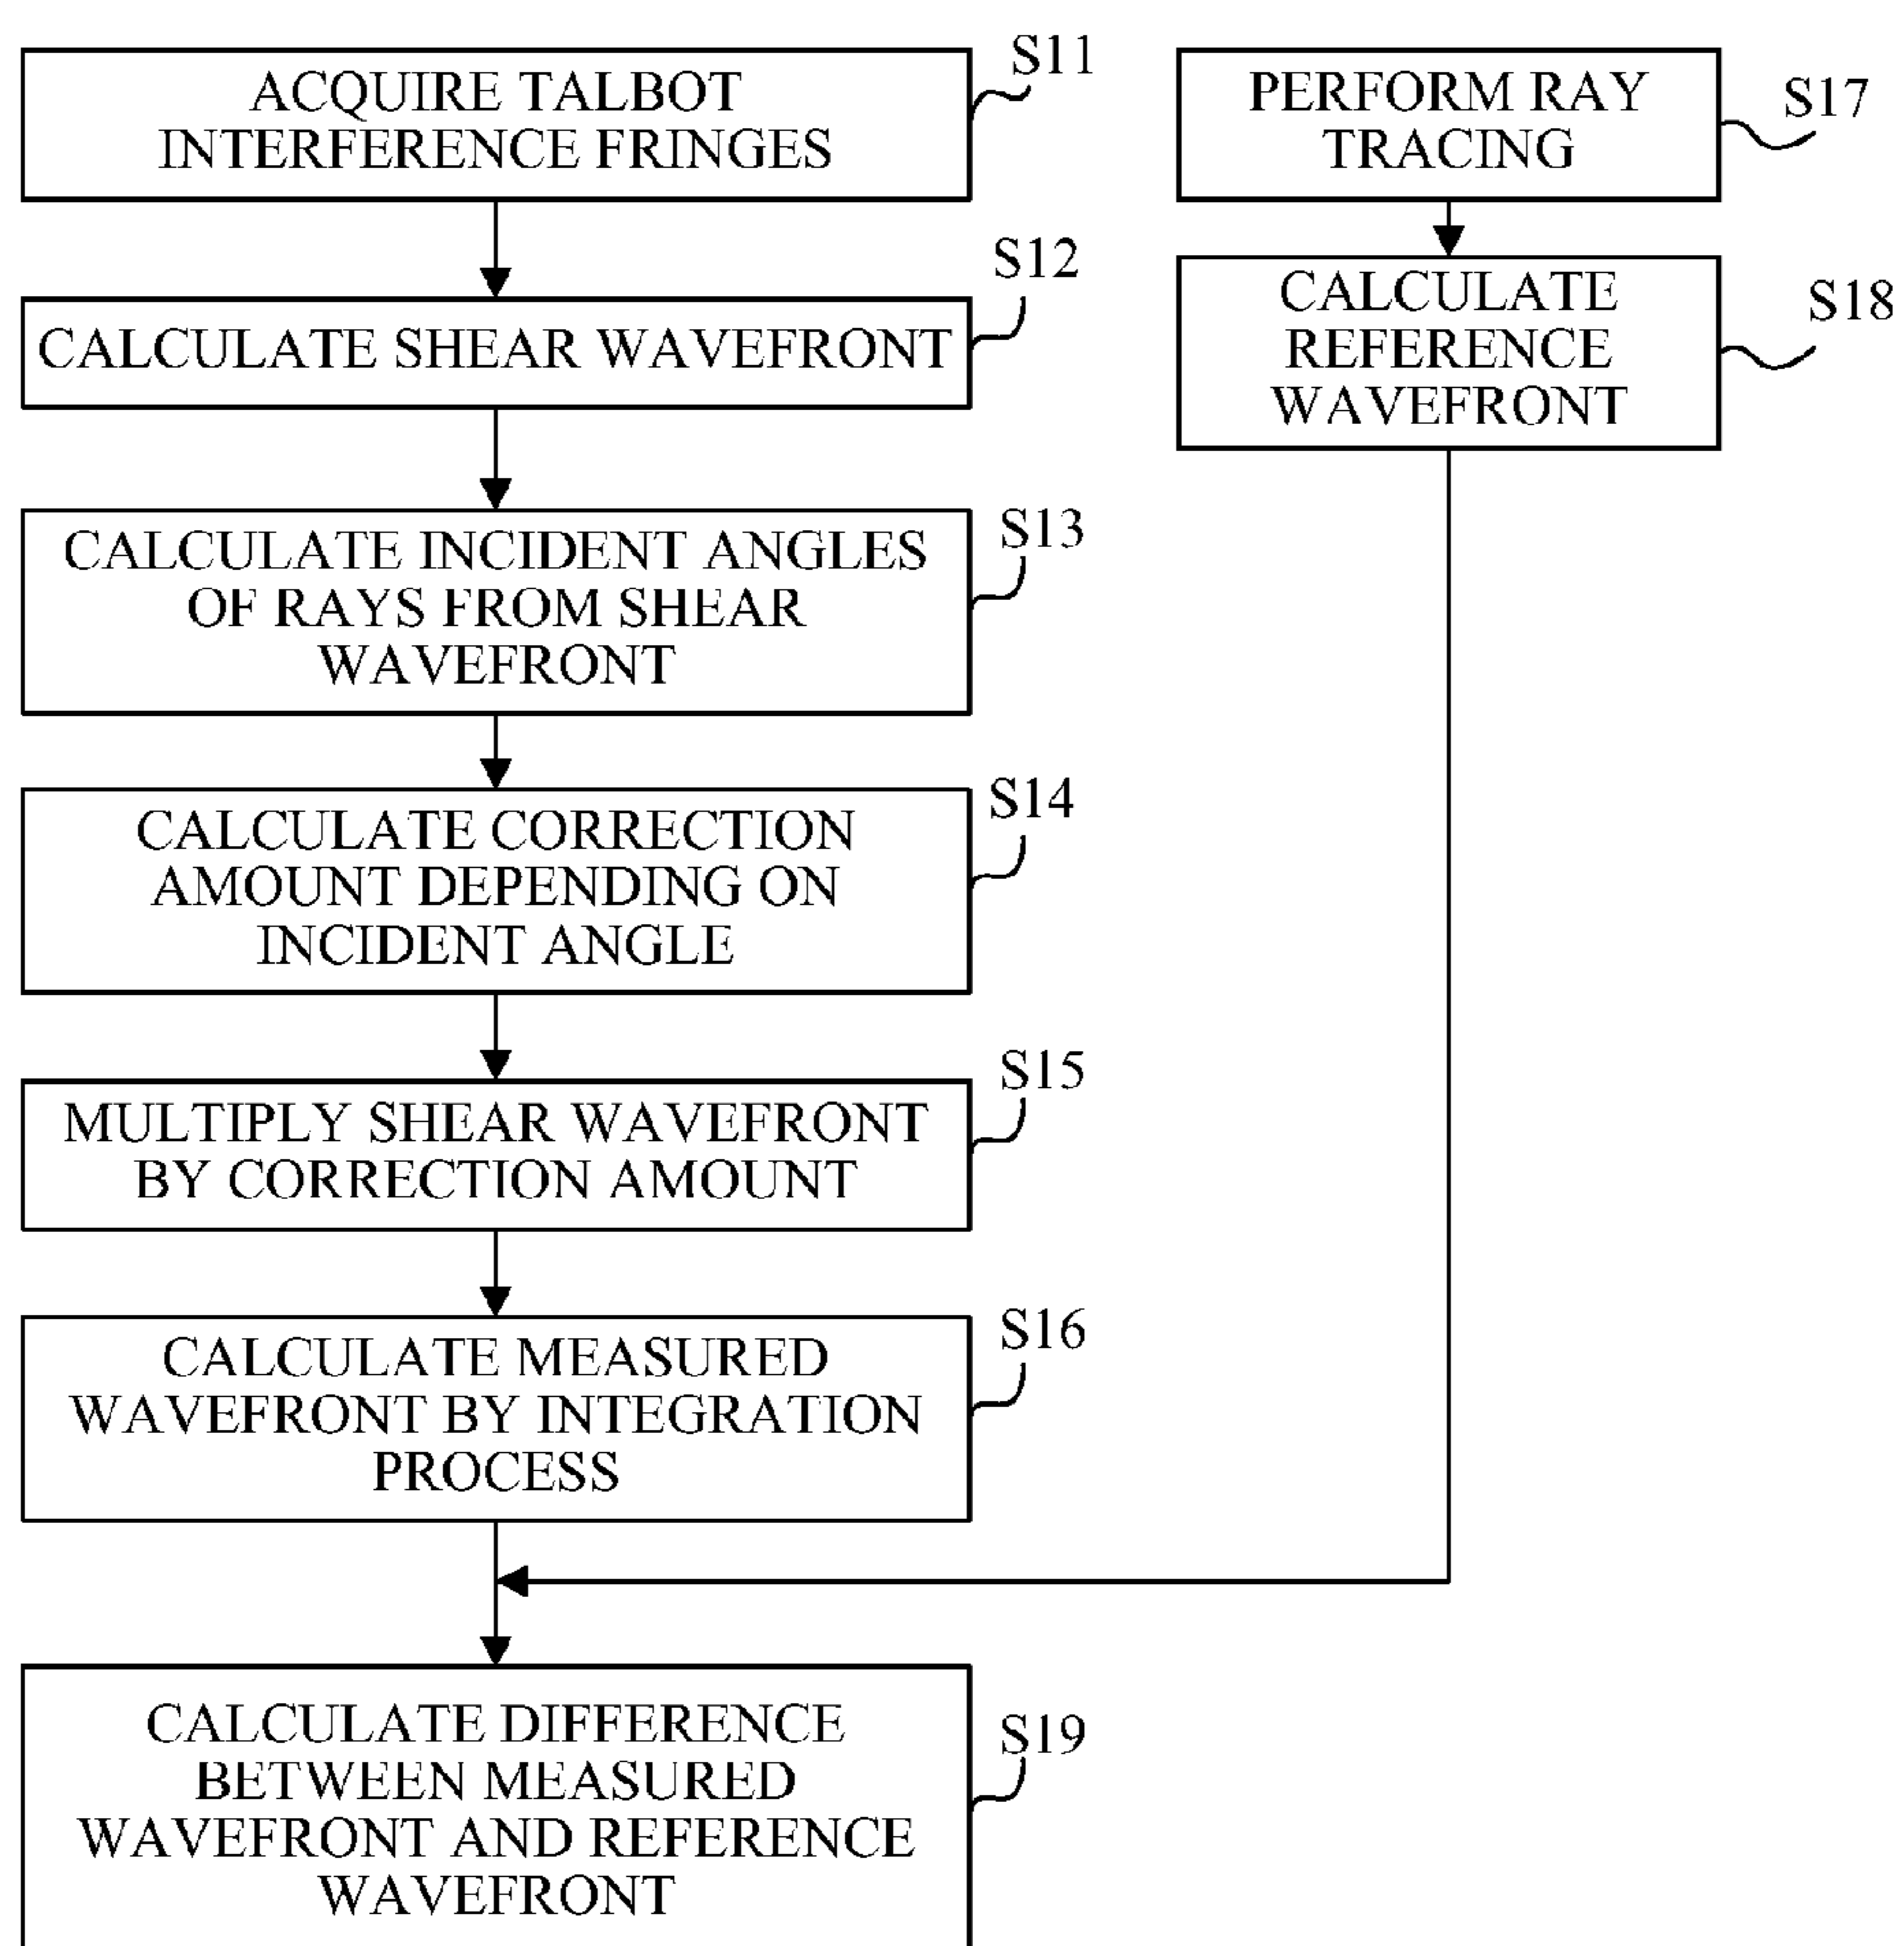 ACQUIRE TALBOT
INTERFERENCE FRINGES
S11
CALCULATE SHEAR WAVEFRONT
S12
CALCULATE INCIDENT ANGLES
OF RAYS FROM SHEAR
WAVEFRONT
S13
CALCULATE CORRECTION
AMOUNT DEPENDING ON
INCIDENT ANGLE
S14
MULTIPLY SHEAR WAVEFRONT
BY CORRECTION AMOUNT
S15
CALCULATE MEASURED
WAVEFRONT BY INTEGRATION
PROCESS
S16
PERFORM RAY
TRACING
S17
CALCULATE
REFERENCE
WAVEFRONT
S18
CALCULATE DIFFERENCE
BETWEEN MEASURED
WAVEFRONT AND REFERENCE
WAVEFRONT
S19